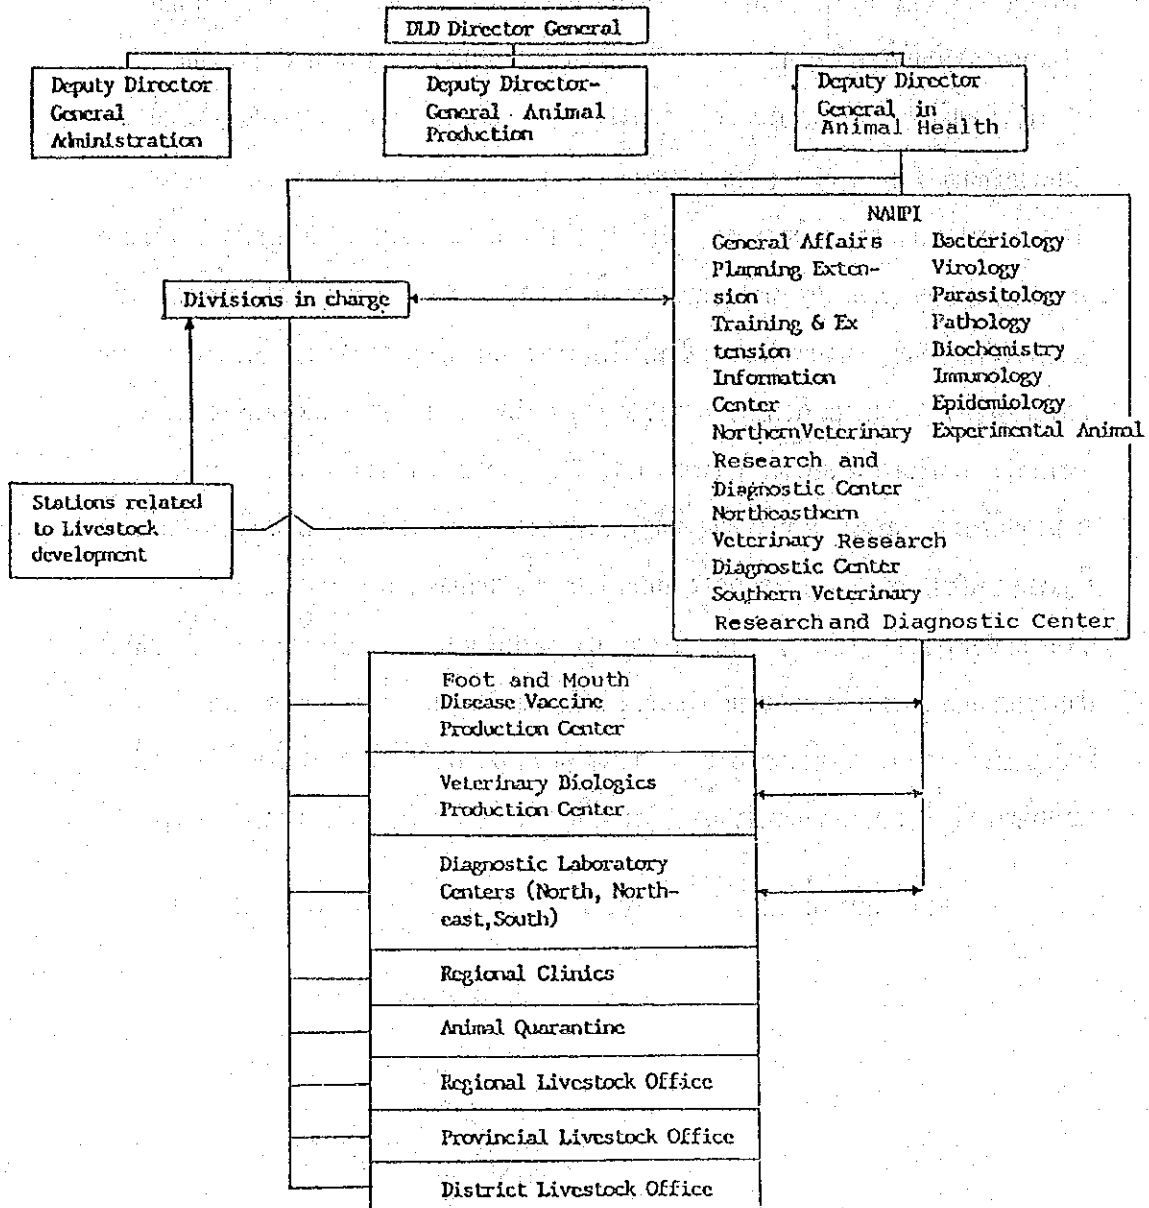 DLD Director General
Deputy Director
General
Administration
Deputy Director-
General Animal
Production
Deputy Director
General in
Animal Health
NAHPI
General Affairs
Planning Exten-
sion
Training & Ex
tension
Information
Center
Northern Veterinary
Research and
Diagnostic Center
Northeasthern
Veterinary Research
Diagnostic Center
Southern Veterinary
Research and Diagnostic Center
Bacteriology
Virology
Parasitology
Pathology
Biochemistry
Immunology
Epidemiology
Experimental Animal
Divisions in charge
Stations related
to Livestock
development
Foot and Mouth
Disease Vaccine
Production Center
Veterinary Biologics
Production Center
Diagnostic Laboratory
Centers (North, North-
east, South)
Regional Clinics
Animal Quarantine
Regional Livestock Office
Provincial Livestock Office
District Livestock Office